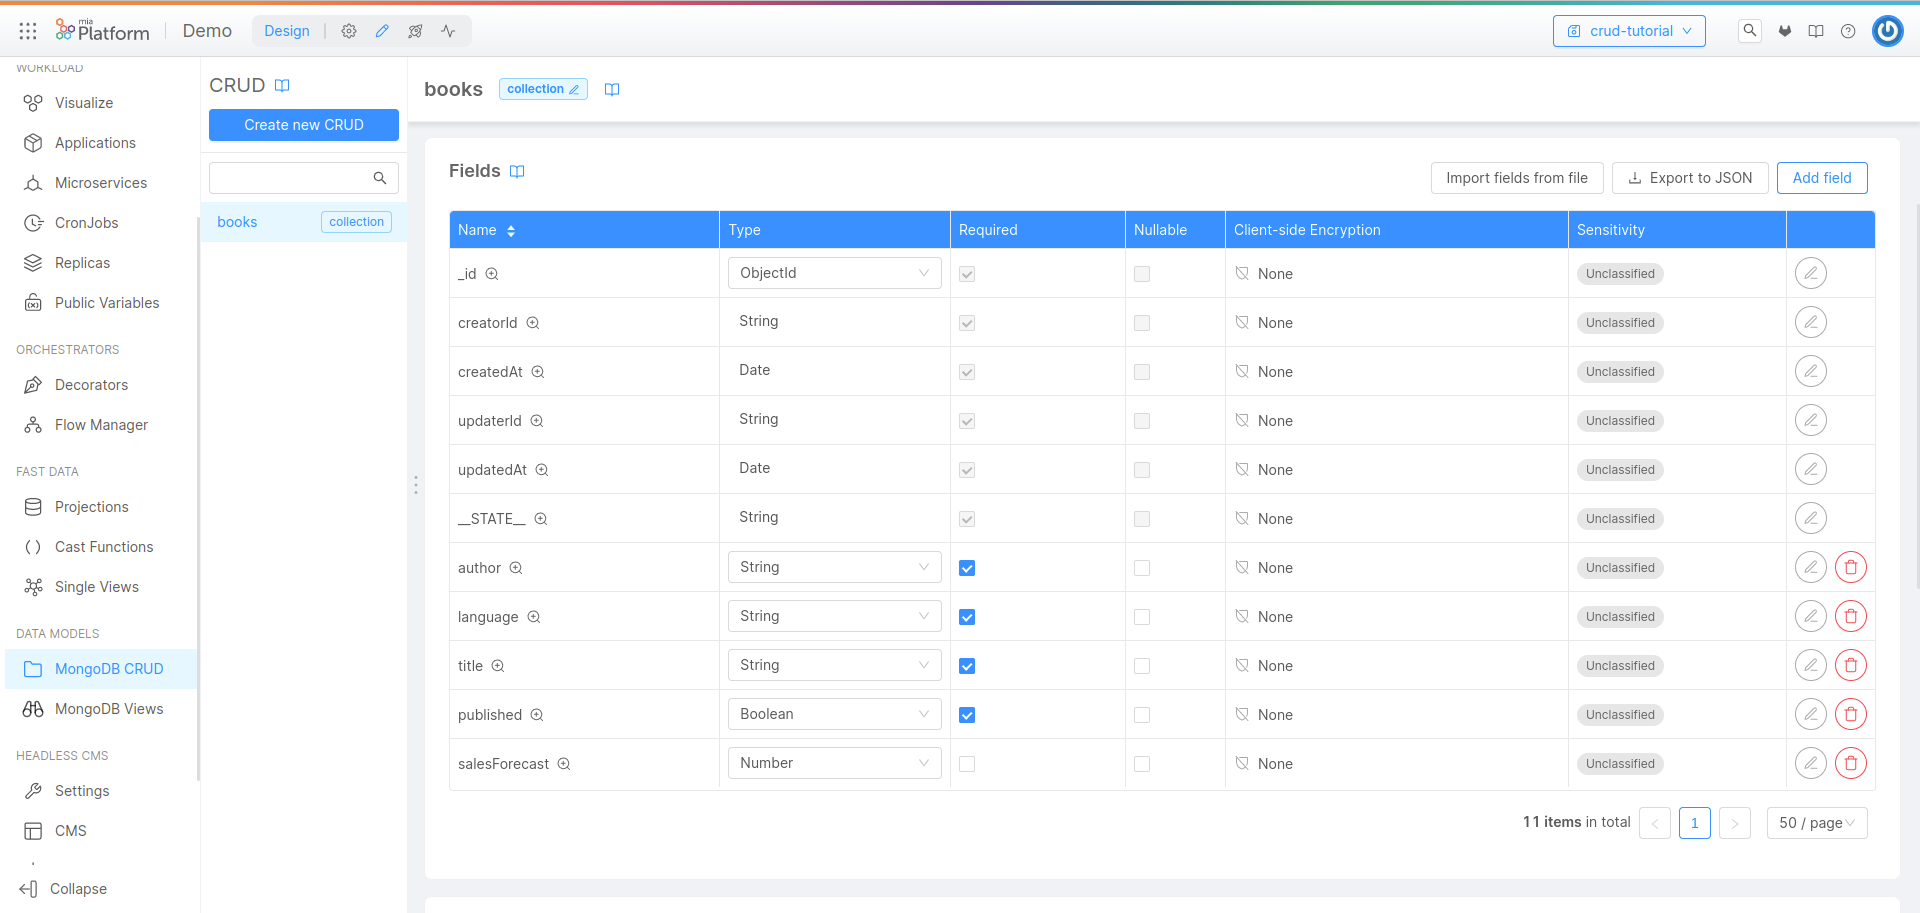 mia
Platform
Demo
Design
crud-tutorial
WORKLOAD
Visualize
Applications
Microservices
CronJobs
Replicas
Public Variables
ORCHESTRATORS
Decorators
Flow Manager
FAST DATA
Projections
Cast Functions
Single Views
DATA MODELS
MongoDB CRUD
MongoDB Views
HEADLESS CMS
Settings
CMS
Collapse
CRUD
Create new CRUD
books collection
books collection
Fields
Import fields from file Export to JSON Add field
Name Type Required Nullable Client-side Encryption Sensitivity
_id ObjectId None Unclassified
creatorId String None Unclassified
createdAt Date None Unclassified
updaterId String None Unclassified
updatedAt Date None Unclassified
__STATE__ String None Unclassified
author String None Unclassified
language String None Unclassified
title String None Unclassified
published Boolean None Unclassified
salesForecast Number None Unclassified
11 items in total < 1 > 50 / page